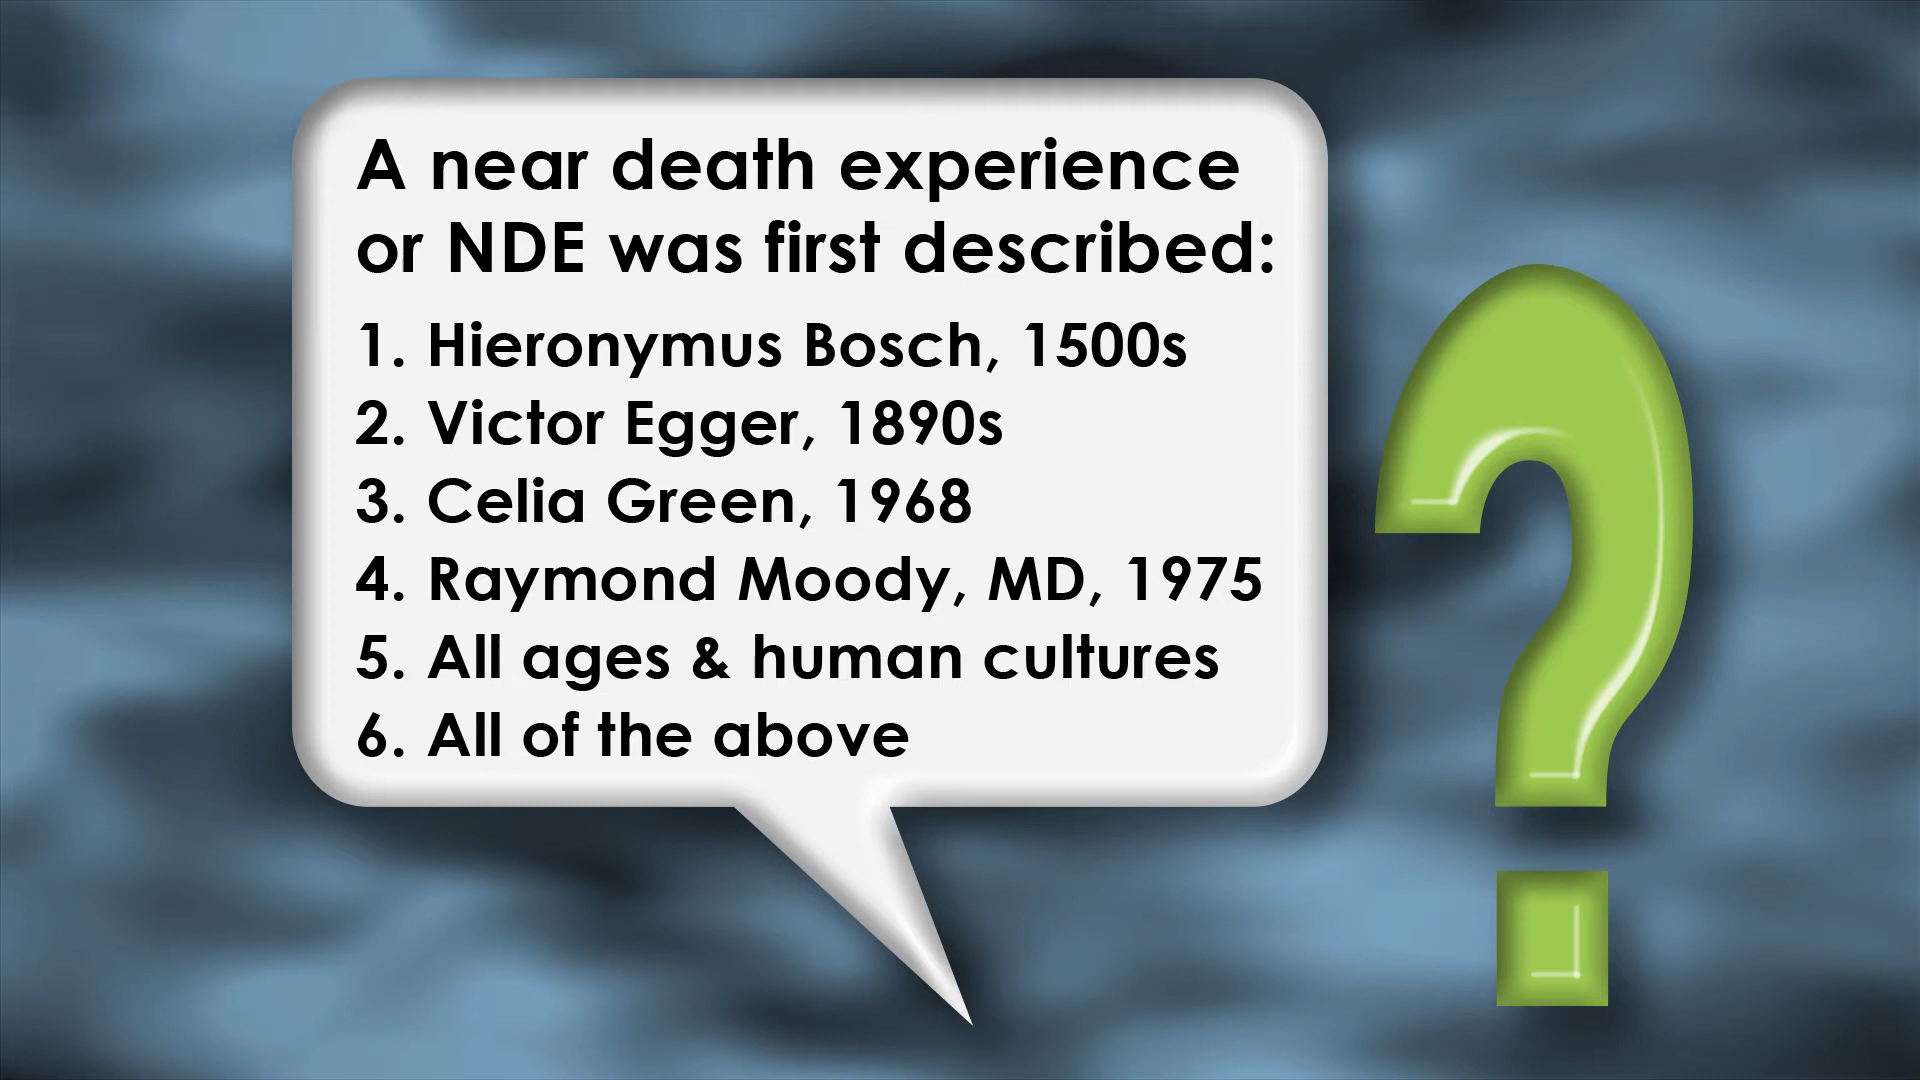 A near death experience
or NDE was first described:
1. Hieronymus Bosch, 1500s
2. Victor Egger, 1890s
3. Celia Green, 1968
4. Raymond Moody, MD, 1975
5. All ages & human cultures
6. All of the above
?